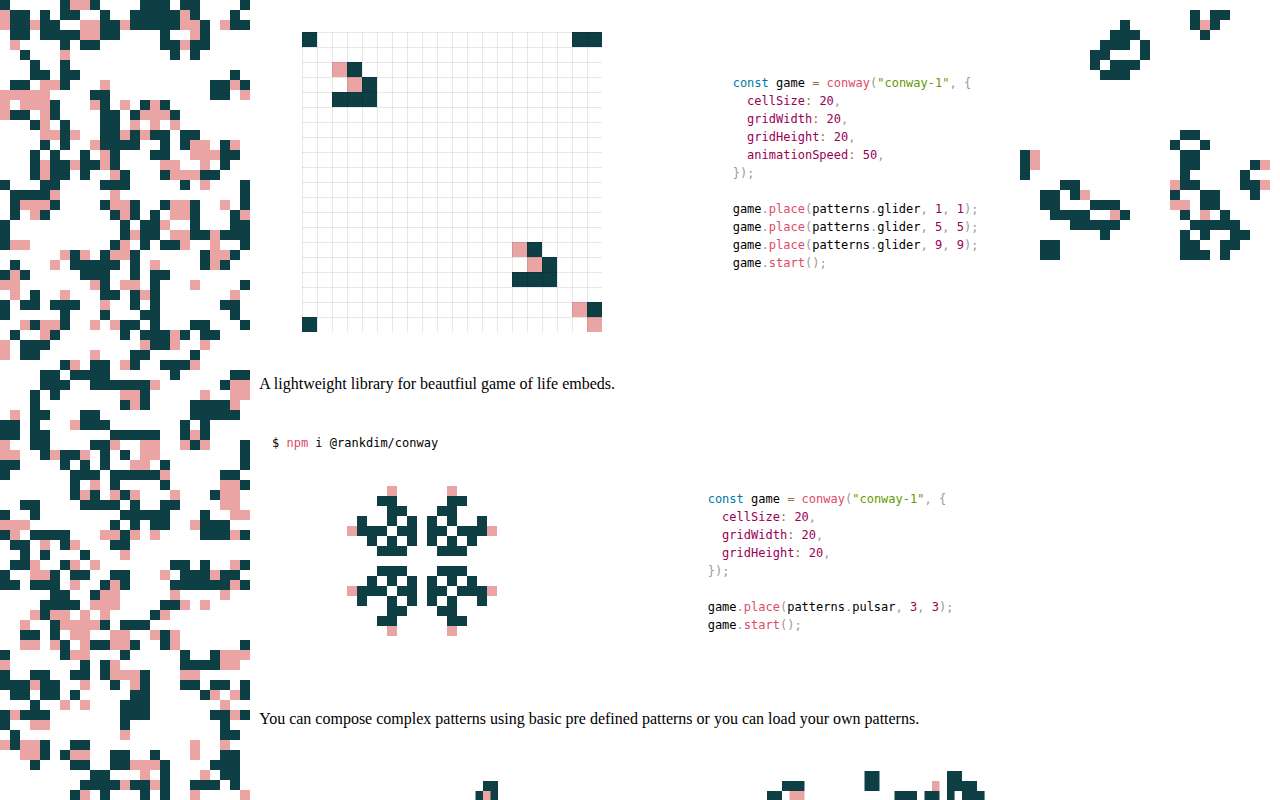 const game = conway("conway-1", {
  cellSize: 20,
  gridWidth: 20,
  gridHeight: 20,
  animationSpeed: 50,
});
game.place(patterns.glider, 1, 1);
game.place(patterns.glider, 5, 5);
game.place(patterns.glider, 9, 9);
game.start();
A lightweight library for beautfiul game of life embeds.
$ npm i @rankdim/conway
const game = conway("conway-1", {
  cellSize: 20,
  gridWidth: 20,
  gridHeight: 20,
});
game.place(patterns.pulsar, 3, 3);
game.start();
You can compose complex patterns using basic pre defined patterns or you can load your own patterns.